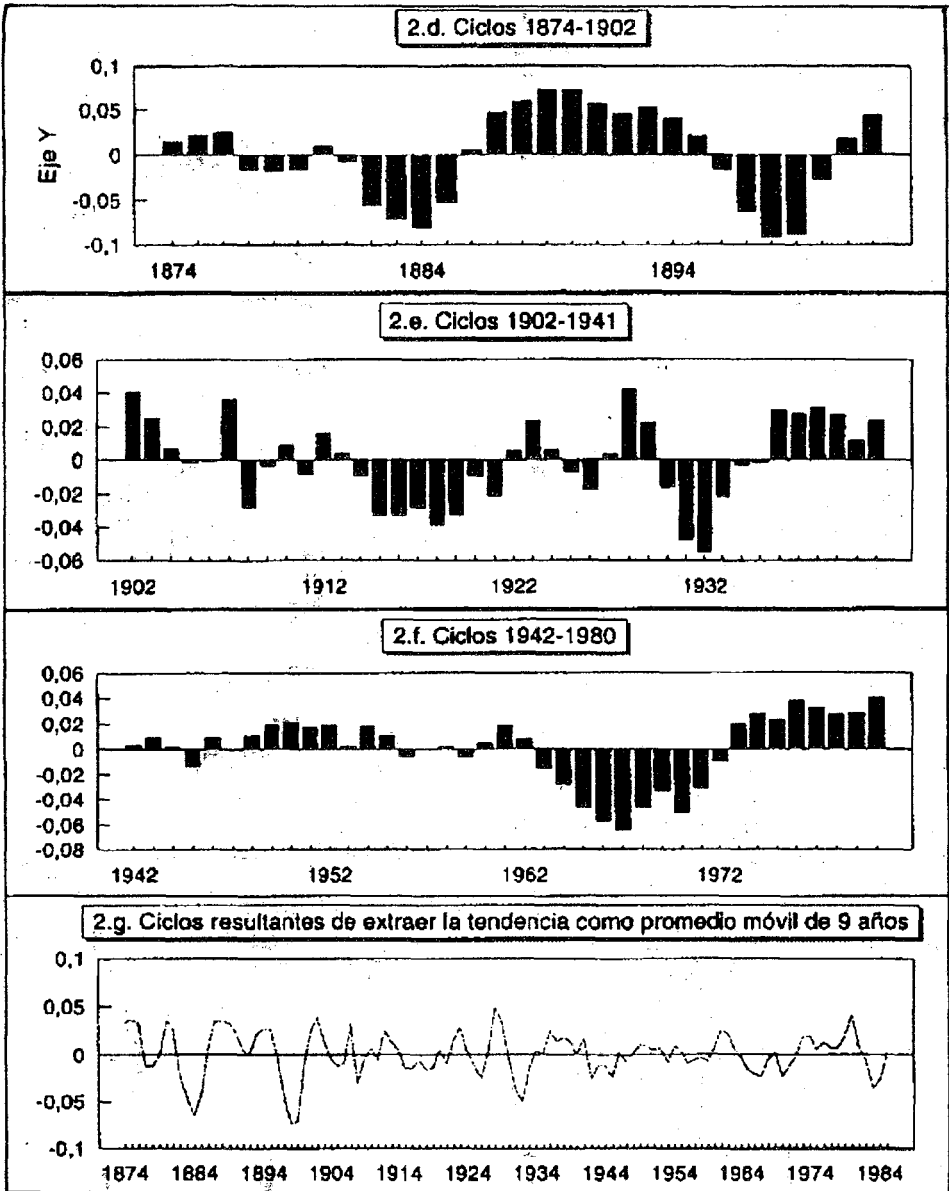 2.d. Ciclos 1874-1902
Eje Y
0,1
0,05
0
-0,05
-0,1
1874 1884 1894
2.e. Ciclos 1902-1941
0,06
0,04
0,02
0
-0,02
-0,04
-0,06
1902 1912 1922 1932
2.f. Ciclos 1942-1980
0,06
0,04
0,02
0
-0,02
-0,04
-0,06
-0,08
1942 1952 1962 1972
2.g. Ciclos resultantes de extraer la tendencia como promedio móvil de 9 años
0,1
0,05
0
-0,05
-0,1
1874 1884 1894 1904 1914 1924 1934 1944 1954 1964 1974 1984